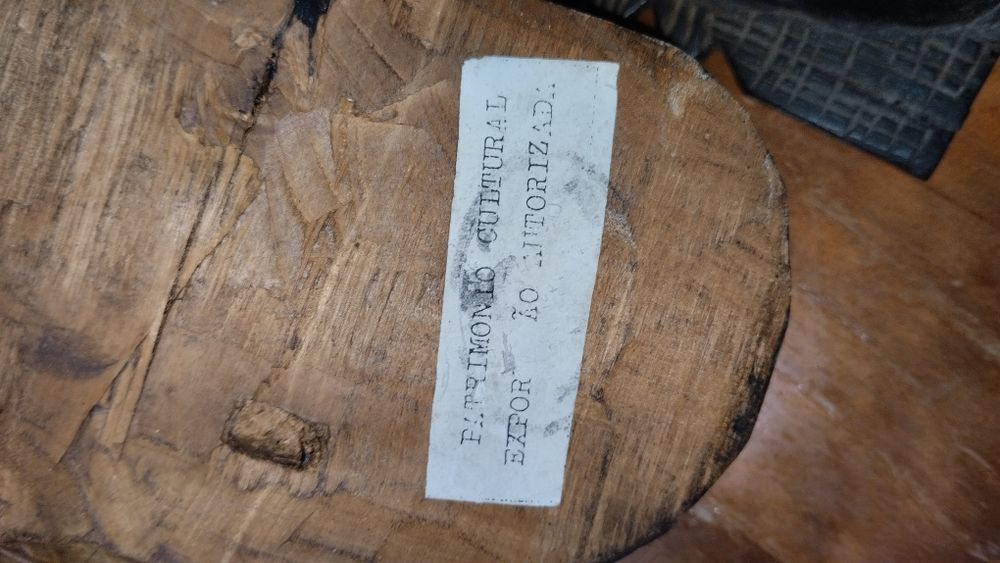 PATRIMONIO CULTURAL
EXPOR ÃO AUTORIZADA